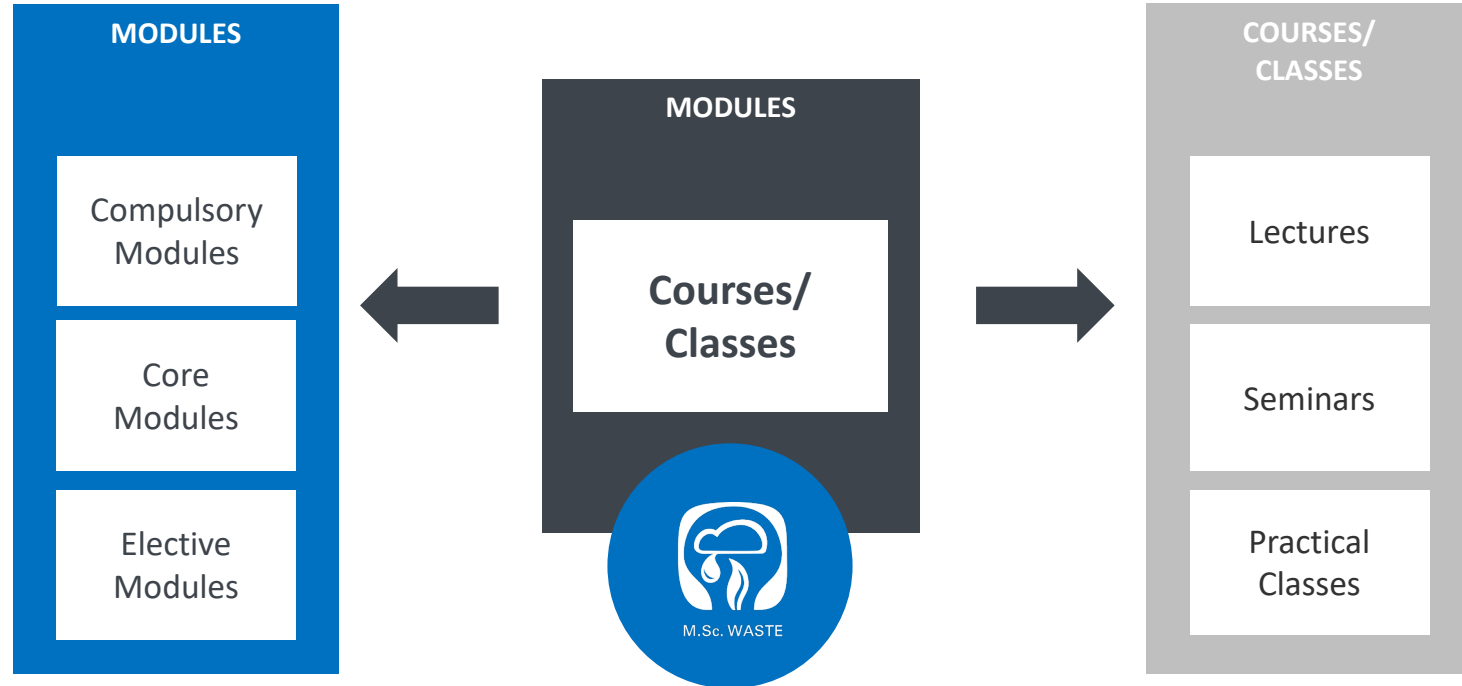 MODULES
Compulsory
Modules
Core
Modules
Elective
Modules
MODULES
Courses/
Classes
M.Sc. WASTE
COURSES/
CLASSES
Lectures
Seminars
Practical
Classes